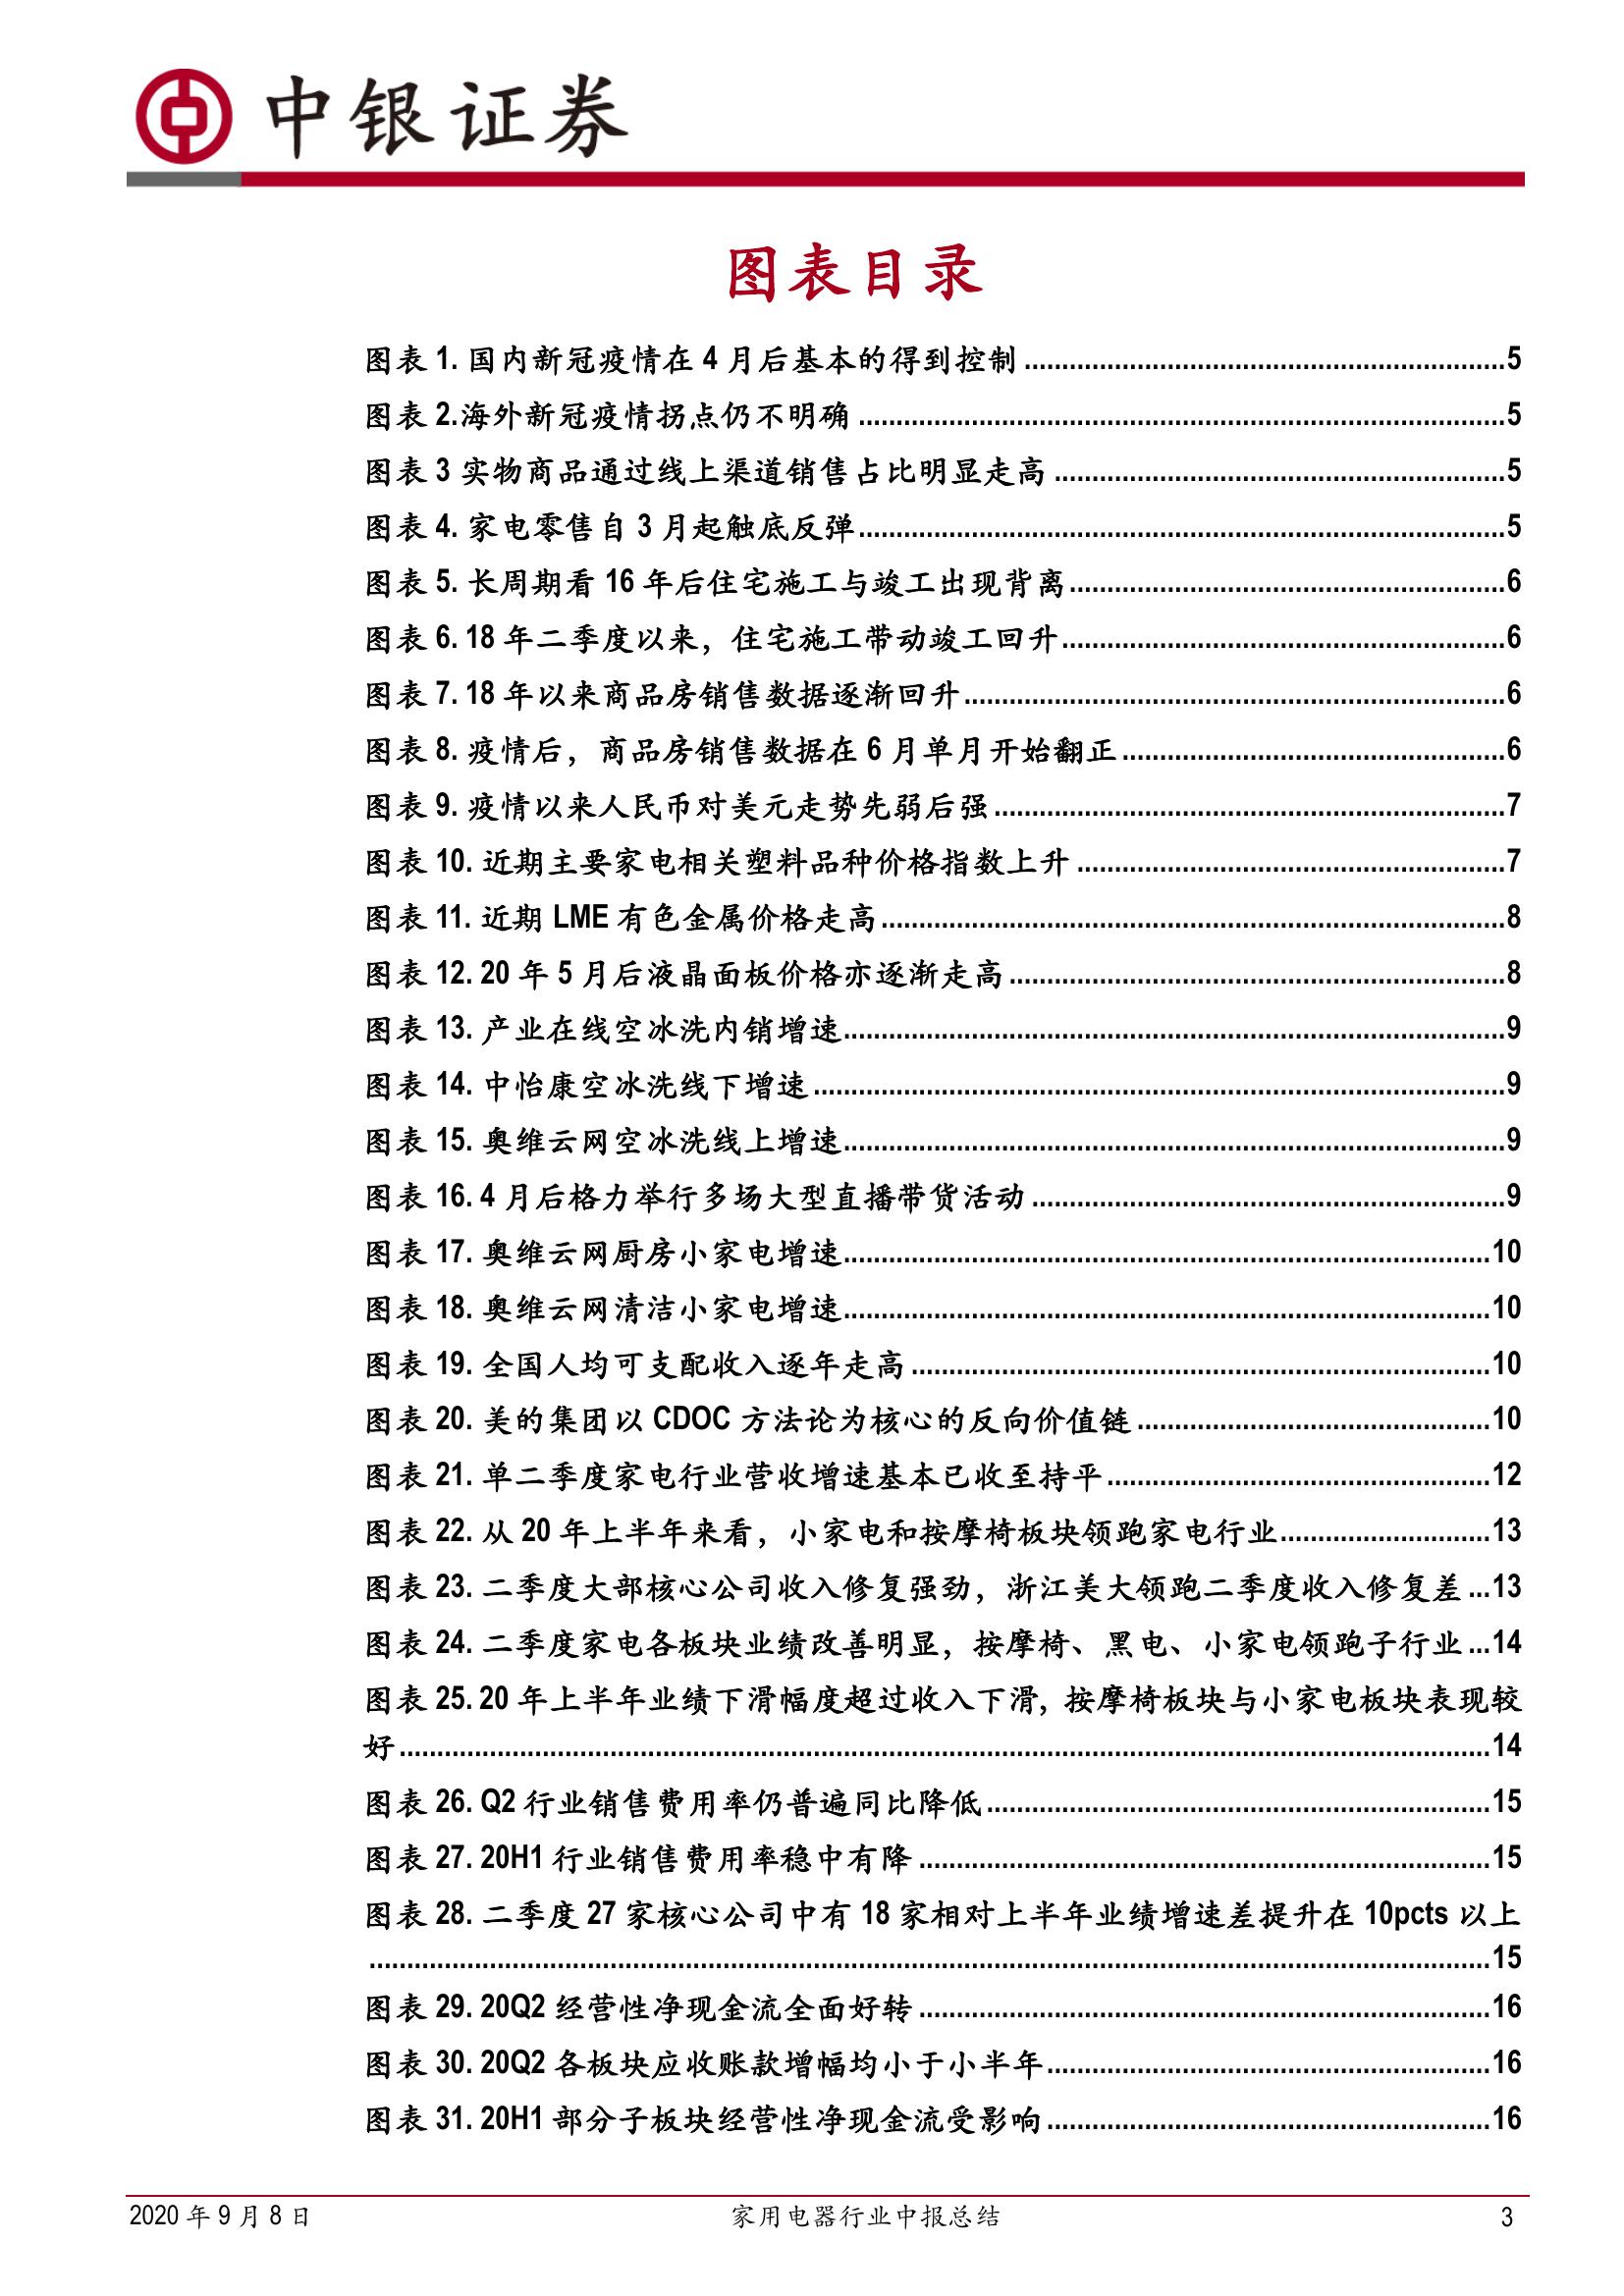 中银证券
图表目录
图表 1. 国内新冠疫情在 4 月后基本的得到控制 ........................................ 5
图表 2.海外新冠疫情拐点仍不明确 ........................................ 5
图表 3 实物商品通过线上渠道销售占比明显走高 ........................................ 5
图表 4. 家电零售自 3 月起触底反弹 ........................................ 5
图表 5. 长周期看 16 年后住宅施工与竣工出现背离 ........................................ 6
图表 6. 18 年二季度以来，住宅施工带动竣工回升 ........................................ 6
图表 7. 18 年以来商品房销售数据逐渐回升 ........................................ 6
图表 8. 疫情后，商品房销售数据在 6 月单月开始翻正 ........................................ 6
图表 9. 疫情以来人民币对美元走势先弱后强 ........................................ 7
图表 10. 近期主要家电相关塑料品种价格指数上升 ........................................ 7
图表 11. 近期 LME 有色金属价格走高 ........................................ 8
图表 12. 20 年 5 月后液晶面板价格亦逐渐走高 ........................................ 8
图表 13. 产业在线空冰洗内销增速 ........................................ 9
图表 14. 中怡康空冰洗线下增速 ........................................ 9
图表 15. 奥维云网空冰洗线上增速 ........................................ 9
图表 16. 4 月后格力举行多场大型直播带货活动 ........................................ 9
图表 17. 奥维云网厨房小家电增速 ........................................ 10
图表 18. 奥维云网清洁小家电增速 ........................................ 10
图表 19. 全国人均可支配收入逐年走高 ........................................ 10
图表 20. 美的集团以 CDOC 方法论为核心的反向价值链 ........................................ 10
图表 21. 单二季度家电行业营收增速基本已收至持平 ........................................ 12
图表 22. 从 20 年上半年来看，小家电和按摩椅板块领跑家电行业 ............................ 13
图表 23. 二季度大部核心公司收入修复强劲，浙江美大领跑二季度收入修复差 ... 13
图表 24. 二季度家电各板块业绩改善明显，按摩椅、黑电、小家电领跑子行业 ... 14
图表 25. 20 年上半年业绩下滑幅度超过收入下滑, 按摩椅板块与小家电板块表现较
好 ........................................ 14
图表 26. Q2 行业销售费用率仍普遍同比降低 ........................................ 15
图表 27. 20H1 行业销售费用率稳中有降 ........................................ 15
图表 28. 二季度 27 家核心公司中有 18 家相对上半年业绩增速差提升在 10pcts 以上
........................................ 15
图表 29. 20Q2 经营性净现金流全面好转 ........................................ 16
图表 30. 20Q2 各板块应收账款增幅均小于小半年 ........................................ 16
图表 31. 20H1 部分子板块经营性净现金流受影响 ........................................ 16
2020 年 9 月 8 日 家用电器行业中报总结 3